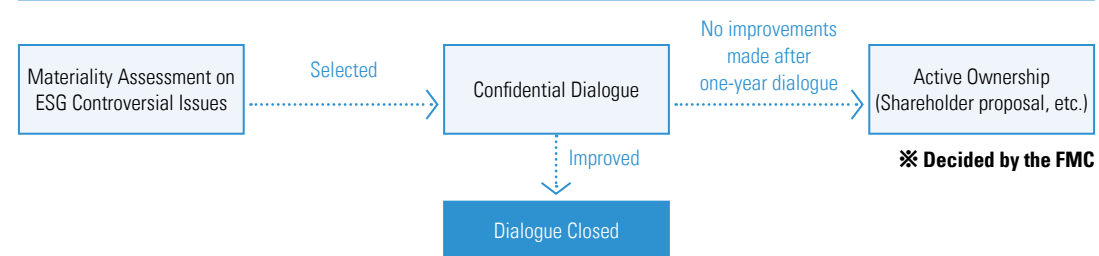 Materiality Assessment on
ESG Controversial Issues
Selected
Confidential Dialogue
No improvements
made after
one-year dialogue
Active Ownership
(Shareholder proposal, etc.)
※ Decided by the FMC
Improved
Dialogue Closed